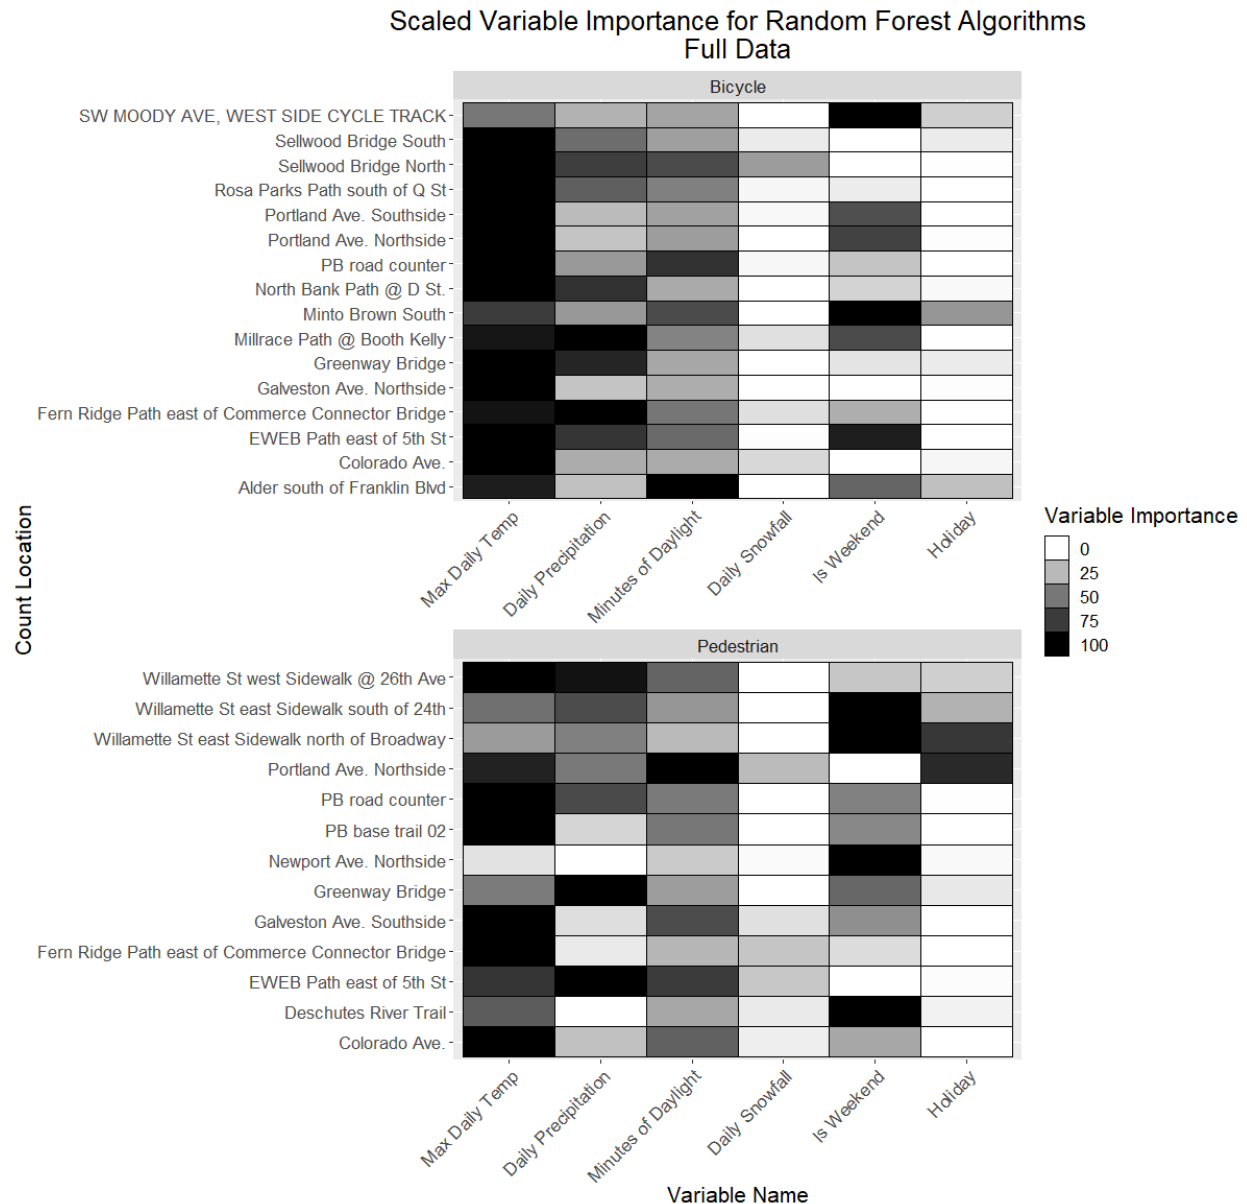 Scaled Variable Importance for Random Forest Algorithms
Full Data
Bicycle
SW MOODY AVE, WEST SIDE CYCLE TRACK
Sellwood Bridge South
Sellwood Bridge North
Rosa Parks Path south of Q St
Portland Ave. Southside
Portland Ave. Northside
PB road counter
North Bank Path @ D St.
Minto Brown South
Millrace Path @ Booth Kelly
Greenway Bridge
Galveston Ave. Northside
Fern Ridge Path east of Commerce Connector Bridge
EWEB Path east of 5th St
Colorado Ave.
Alder south of Franklin Blvd
Max Daily Temp
Daily Precipitation
Minutes of Daylight
Daily Snowfall
Is Weekend
Holiday
Count Location
Variable Importance
0
25
50
75
100
Pedestrian
Willamette St west Sidewalk @ 26th Ave
Willamette St east Sidewalk south of 24th
Willamette St east Sidewalk north of Broadway
Portland Ave. Northside
PB road counter
PB base trail 02
Newport Ave. Northside
Greenway Bridge
Galveston Ave. Southside
Fern Ridge Path east of Commerce Connector Bridge
EWEB Path east of 5th St
Deschutes River Trail
Colorado Ave.
Max Daily Temp
Daily Precipitation
Minutes of Daylight
Daily Snowfall
Is Weekend
Holiday
Variable Name